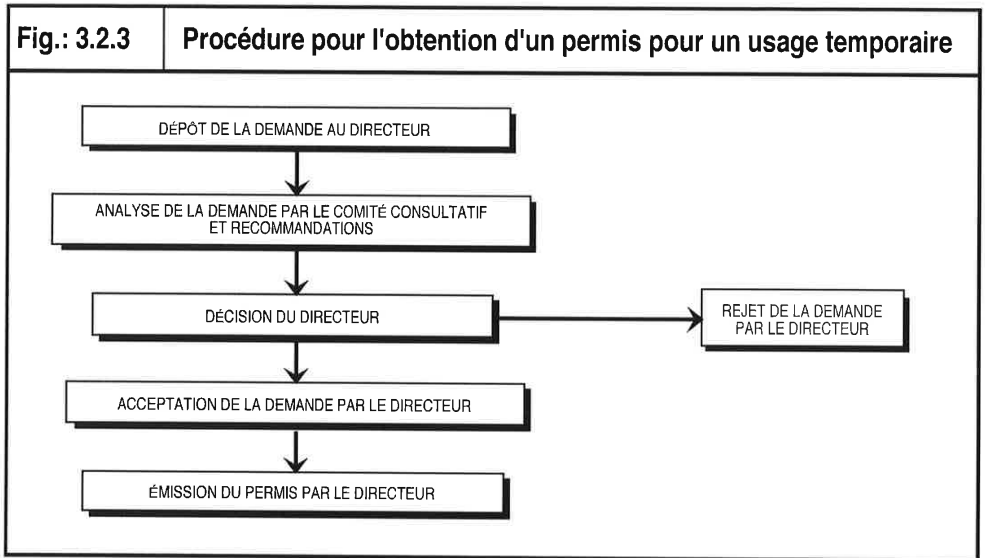 Fig.: 3.2.3
Procédure pour l'obtention d'un permis pour un usage temporaire
DÉPÔT DE LA DEMANDE AU DIRECTEUR
ANALYSE DE LA DEMANDE PAR LE COMITÉ CONSULTATIF
ET RECOMMANDATIONS
DÉCISION DU DIRECTEUR
REJET DE LA DEMANDE
PAR LE DIRECTEUR
ACCEPTATION DE LA DEMANDE PAR LE DIRECTEUR
ÉMISSION DU PERMIS PAR LE DIRECTEUR